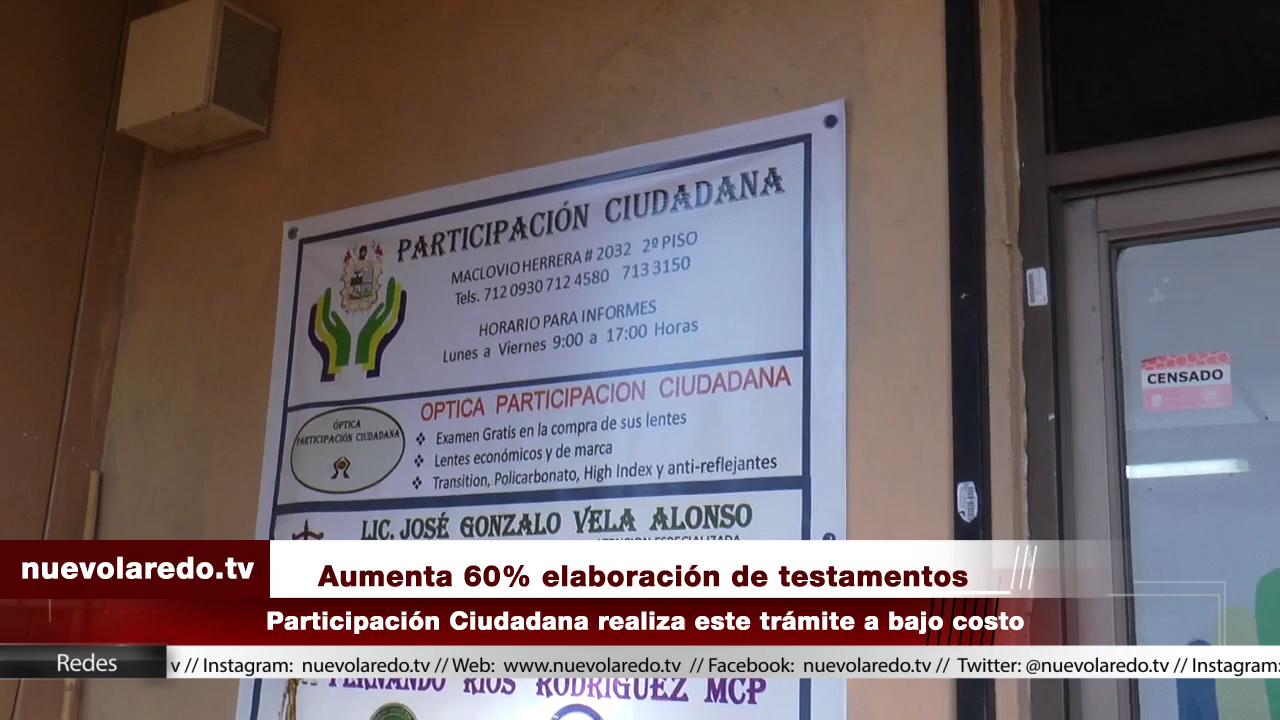 PARTICIPACIÓN CIUDADANA
MACLOVIO HERRERA # 2032 2º PISO
Tels. 712 0930 712 4580 713 3150
HORARIO PARA INFORMES
Lunes a Viernes 9:00 a 17:00 Horas
OPTICA PARTICIPACION CIUDADANA
ÓPTICA
PARTICIPACIÓN CIUDADANA
❖ Examen Gratis en la compra de sus lentes
❖ Lentes económicos y de marca
❖ Transition, Policarbonato, High Index y anti-reflejantes
LIC. JOSÉ GONZALO VELA ALONSO
ATENCION ESPECIALIZADA
CENSADO
nuevolaredo.tv
Aumenta 60% elaboración de testamentos
Participación Ciudadana realiza este trámite a bajo costo
Redes
v // Instagram: nuevolaredo.tv // Web: www.nuevolaredo.tv // Facebook: nuevolaredo.tv // Twitter: @nuevolaredo.tv // Instagram:
FERNANDO RIOS RODRIGUEZ MCP